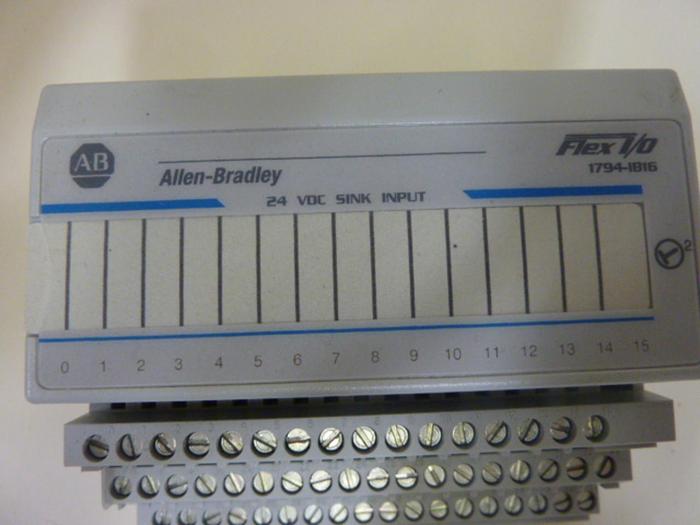 AB
Allen-Bradley
Flex I/O
1794-IB16
24 VDC SINK INPUT
2
0 1 2 3 4 5 6 7 8 9 10 11 12 13 14 15